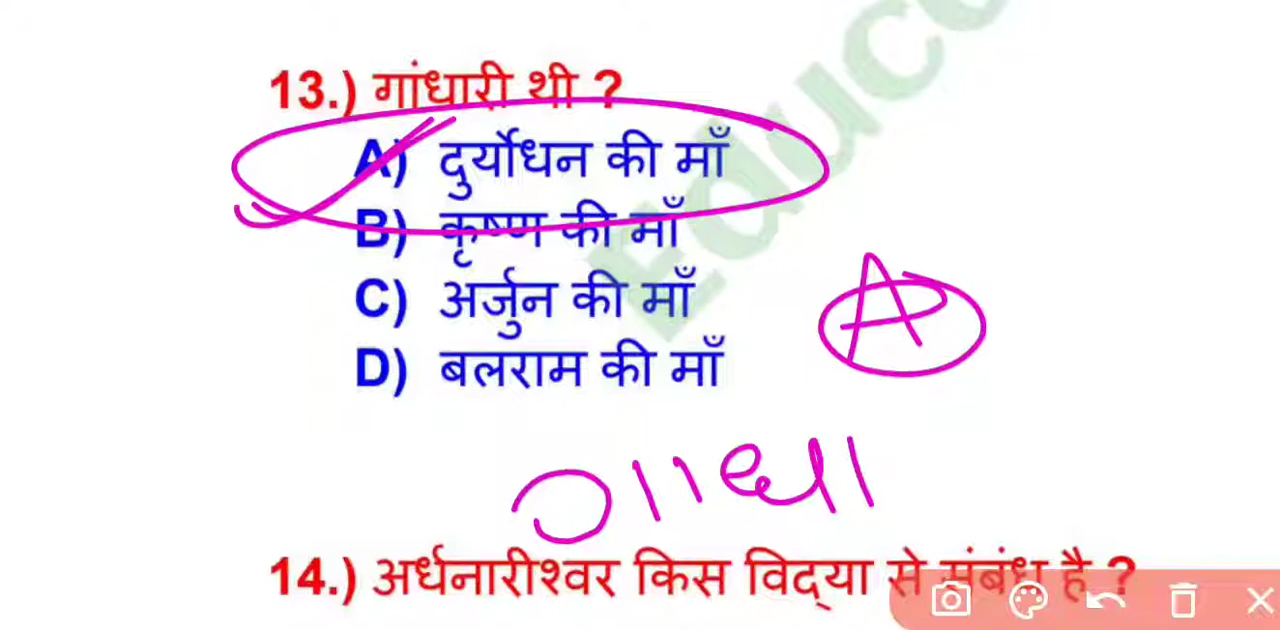 13.) गांधारी थी ?
A) दुर्योधन की माँ
B) कृष्ण की माँ
C) अर्जुन की माँ
D) बलराम की माँ
A
गाधा
14.) अर्धनारीश्वर किस विद्या से संबंध है ?